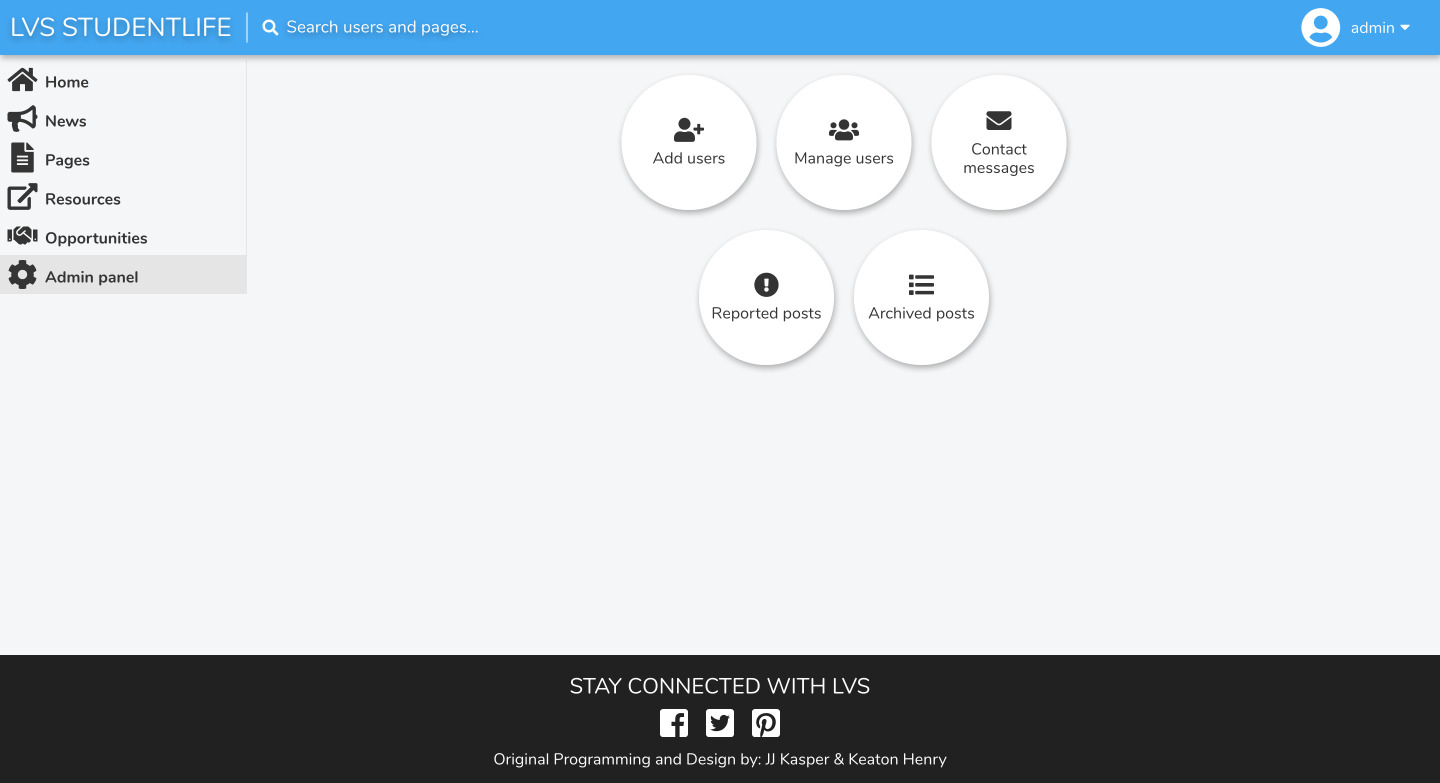 LVS STUDENTLIFE
Search users and pages...
admin
Home
News
Pages
Resources
Opportunities
Admin panel
Add users
Manage users
Contact
messages
Reported posts
Archived posts
STAY CONNECTED WITH LVS
Original Programming and Design by: JJ Kasper & Keaton Henry